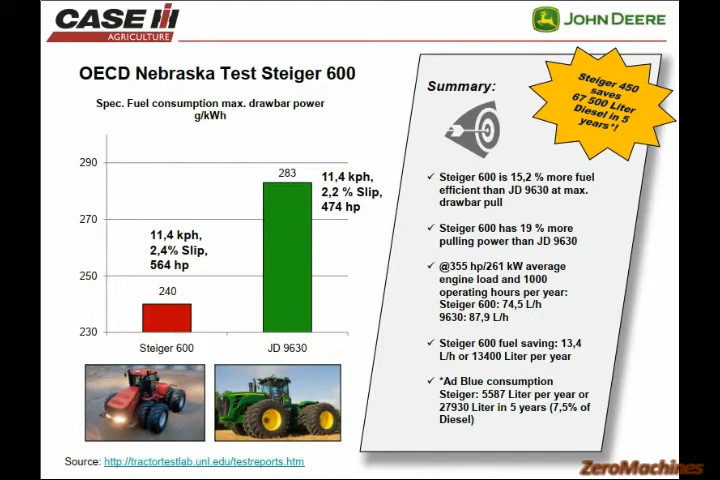 CASE IH
AGRICULTURE
JOHN DEERE
OECD Nebraska Test Steiger 600
Spec. Fuel consumption max. drawbar power
g/kWh
290
270
250
230
11,4 kph,
2,4% Slip,
564 hp
240
283
11,4 kph,
2,2 % Slip,
474 hp
Steiger 600
JD 9630
Source: http://tractortestlab.unl.edu/testreports.htm
Summary:
Steiger 450
saves
67 500 Liter
Diesel in 5
years*!
✓ Steiger 600 is 15,2 % more fuel
efficient than JD 9630 at max.
drawbar pull
✓ Steiger 600 has 19 % more
pulling power than JD 9630
✓ @355 hp/261 kW average
engine load and 1000
operating hours per year:
Steiger 600: 74,5 L/h
9630: 87,9 L/h
✓ Steiger 600 fuel saving: 13,4
L/h or 13400 Liter per year
✓ *Ad Blue consumption
Steiger: 5587 Liter per year or
27930 Liter in 5 years (7,5% of
Diesel)
ZeroMachines